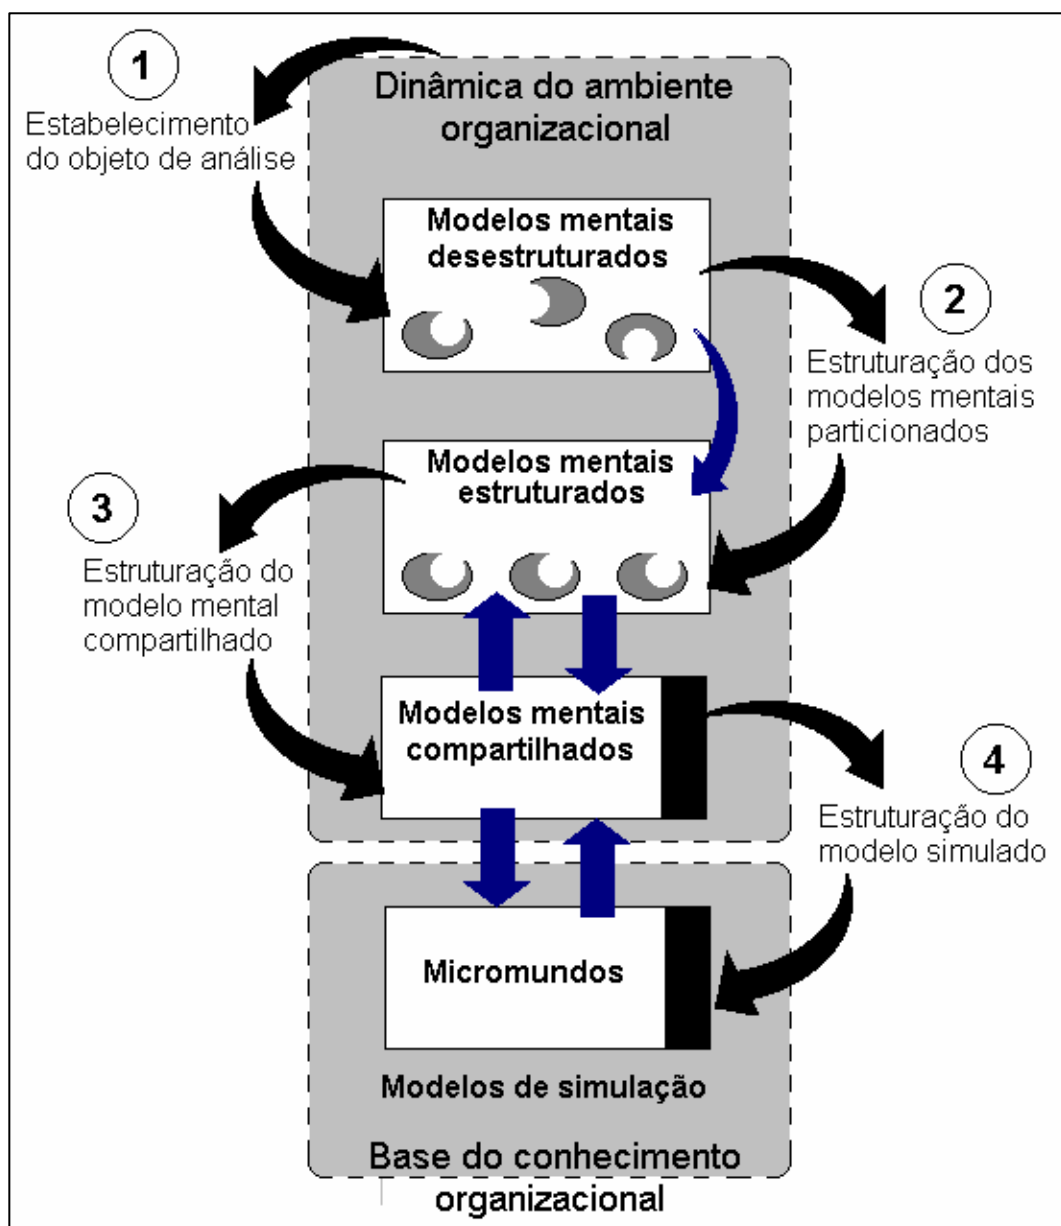 1
Estabelecimento
do objeto de análise
Dinâmica do ambiente
organizacional
Modelos mentais
desestruturados
2
Estruturação dos
modelos mentais
particionados
Modelos mentais
estruturados
3
Estruturação do
modelo mental
compartilhado
Modelos mentais
compartilhados
4
Estruturação do
modelo simulado
Micromundos
Modelos de simulação
Base do conhecimento
organizacional